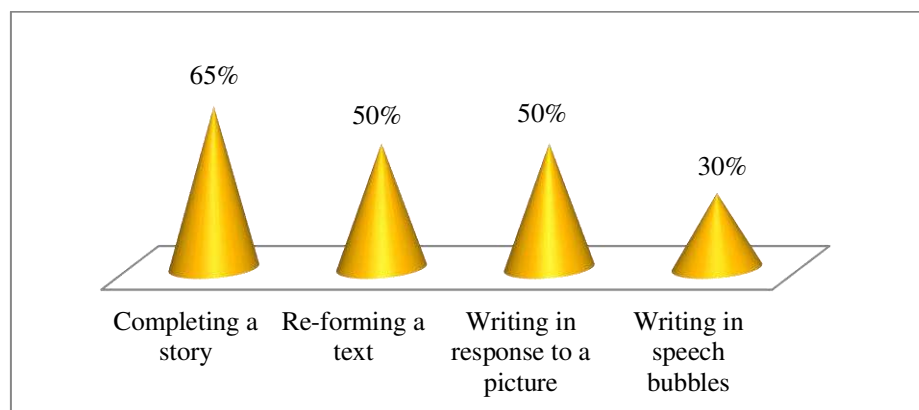 65%
50%
50%
30%
Completing a
story
Re-forming a
text
Writing in
response to a
picture
Writing in
speech
bubbles